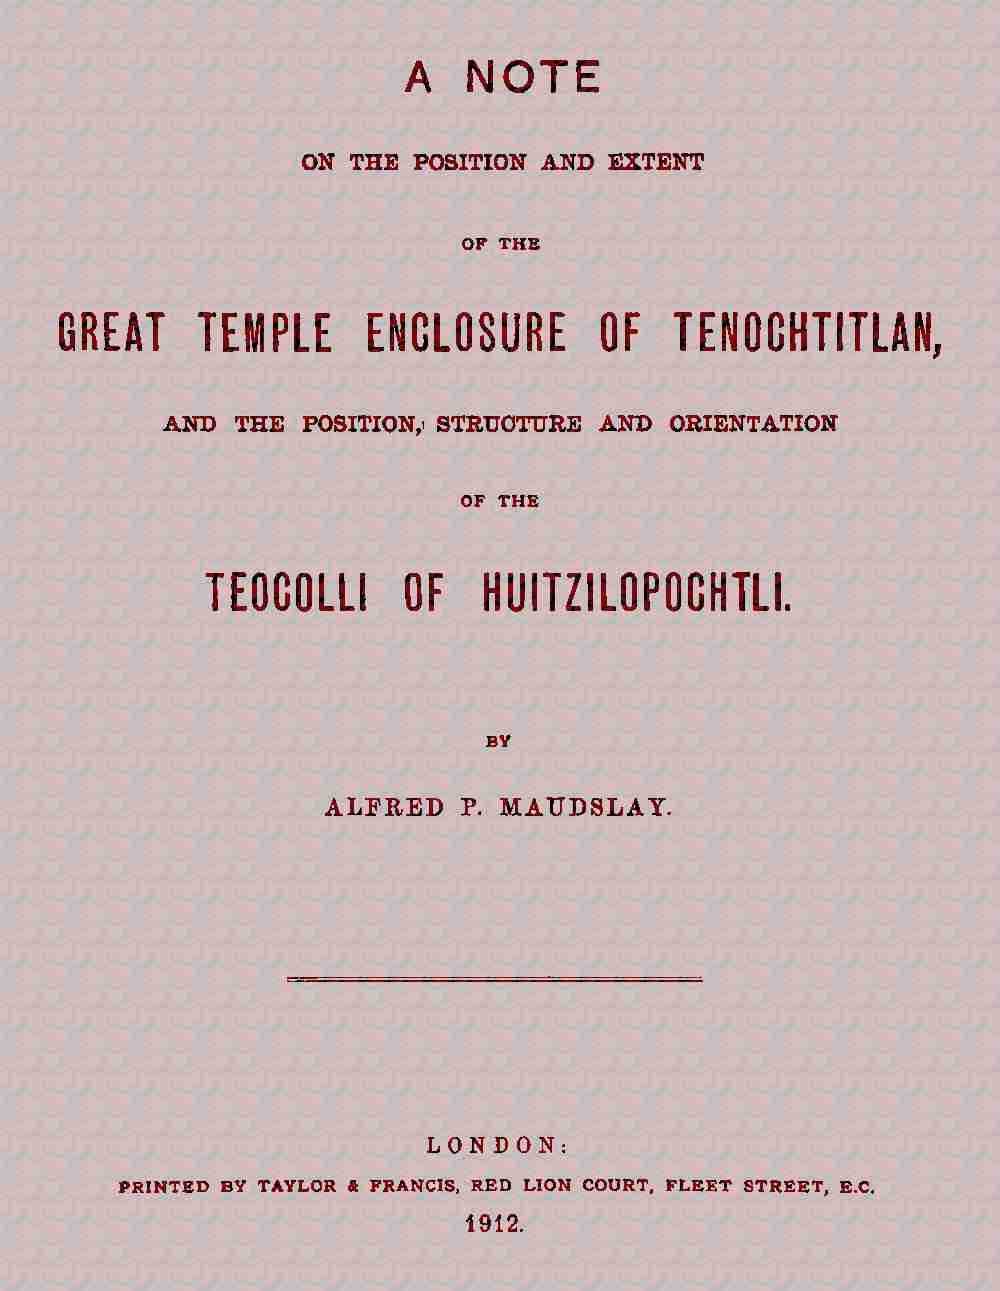 A NOTE
ON THE POSITION AND EXTENT
OF THE
GREAT TEMPLE ENCLOSURE OF TENOCHTITLAN,
AND THE POSITION, STRUCTURE AND ORIENTATION
OF THE
TEOCOLLI OF HUITZILOPOCHTLI.
BY
ALFRED P. MAUDSLAY.
LONDON:
PRINTED BY TAYLOR & FRANCIS, RED LION COURT, FLEET STREET, E.C.
1912.